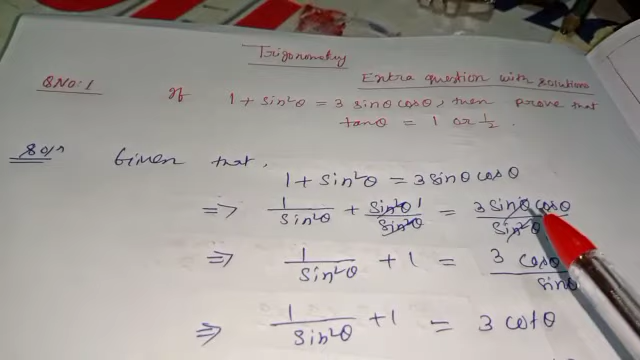 Trigonometry
Extra question with solutions
QNO:1 If 1 + sin²θ = 3 sinθ cosθ, then prove that
tanθ = 1 or 1/2.
Soln Given that,
1 + sin²θ = 3 sinθ cosθ
⇒ 1/sin²θ + sin²θ/sin²θ 1 = 3 sinθ cosθ/sin²θ
⇒ 1/sin²θ + 1 = 3 cosθ/sinθ
⇒ 1/sin²θ + 1 = 3 cotθ